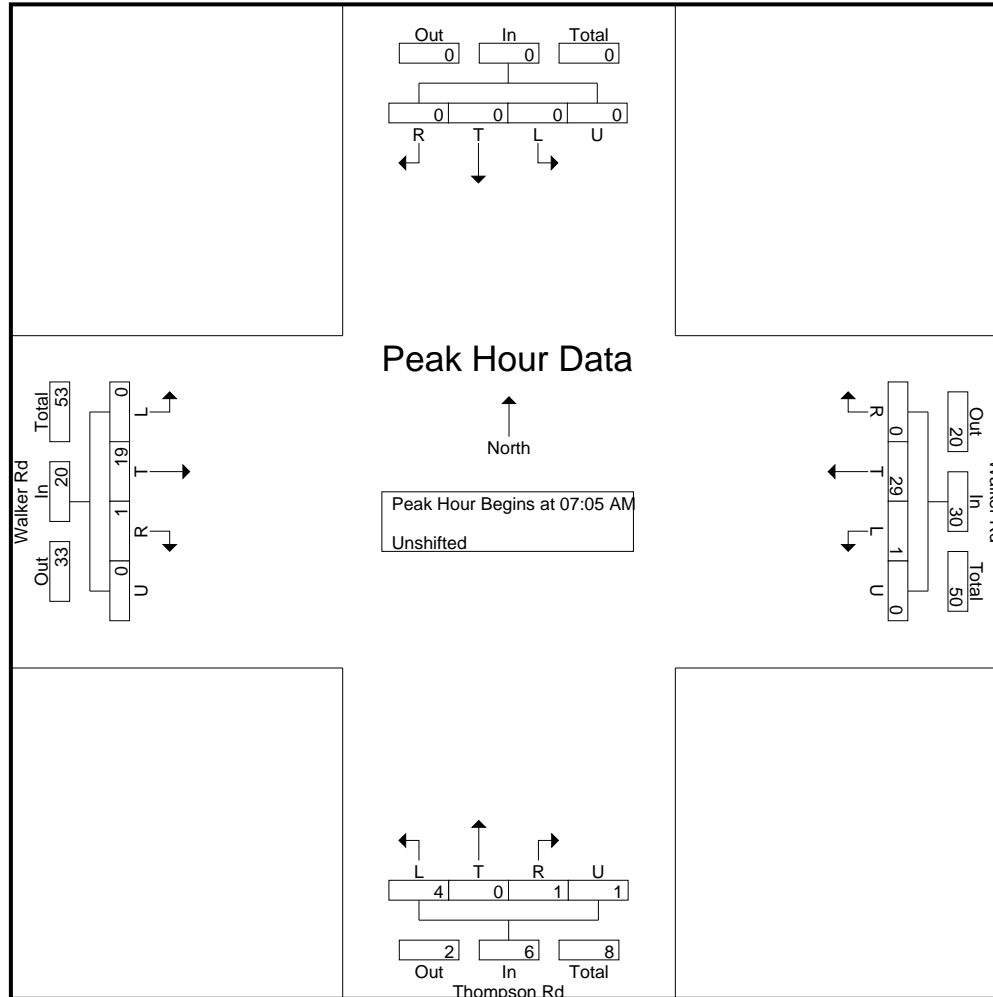 Out In Total
0 0 0
0 0 0 0
R T L U
Peak Hour Data
North
Peak Hour Begins at 07:05 AM
Unshifted
Walker Rd
Total In Out
53 20 33
0 19 1 0
L T R U
R T L U
0 29 1 0
Out In Total
20 30 50
Walker Rd
L T R U
4 0 1 1
2 6 8
Out In Total
Thompson Rd